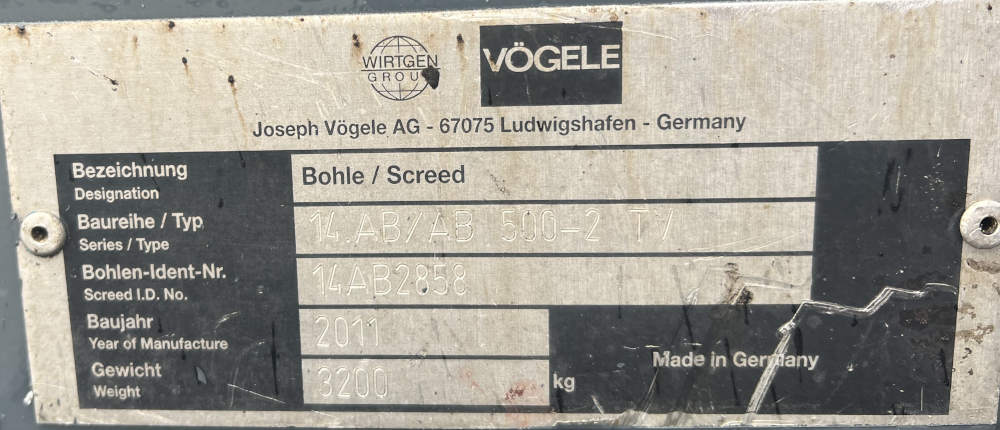 WIRTGEN
GROUP
VÖGELE
Joseph Vögele AG - 67075 Ludwigshafen - Germany
Bezeichnung
Designation
Bohle / Screed
Baureihe / Typ
Series / Type
14.AB/AB 500-2 TV
Bohlen-Ident-Nr.
Screed I.D. No.
14AB2858
Baujahr
Year of Manufacture
2011
Gewicht
Weight
3200 kg
Made in Germany